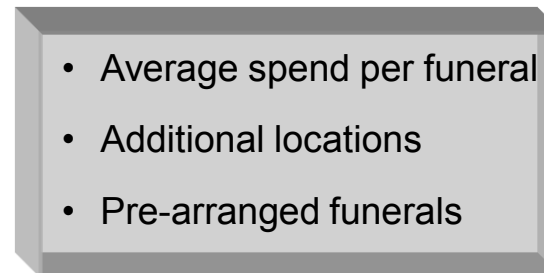 • Average spend per funeral
• Additional locations
• Pre-arranged funerals